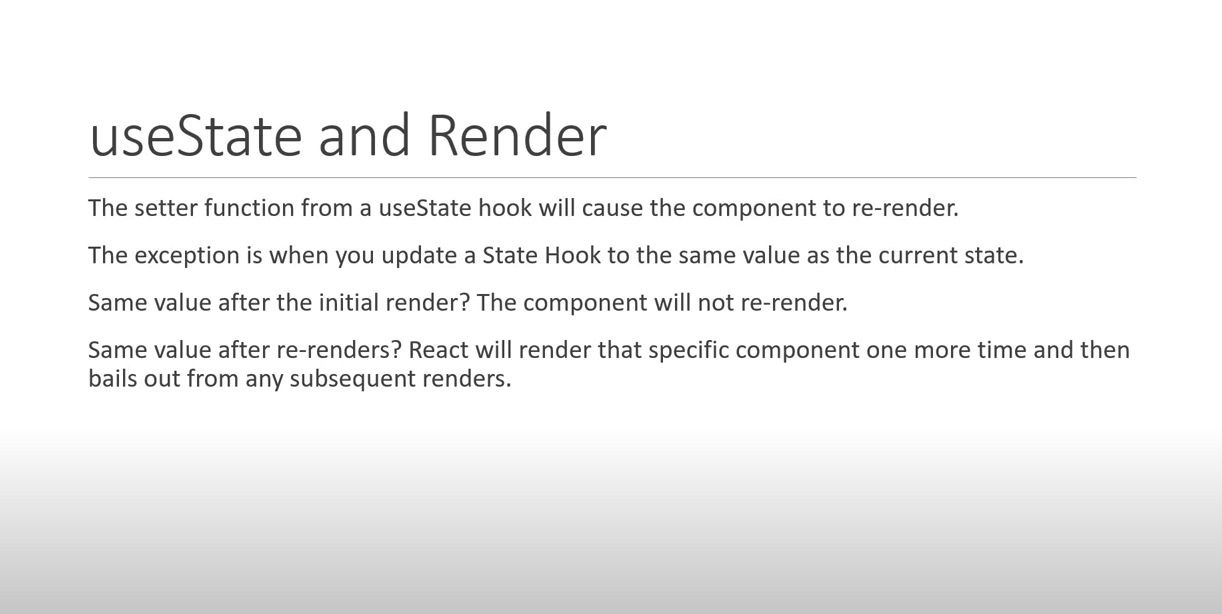 useState and Render
The setter function from a useState hook will cause the component to re-render.
The exception is when you update a State Hook to the same value as the current state.
Same value after the initial render? The component will not re-render.
Same value after re-renders? React will render that specific component one more time and then
bails out from any subsequent renders.